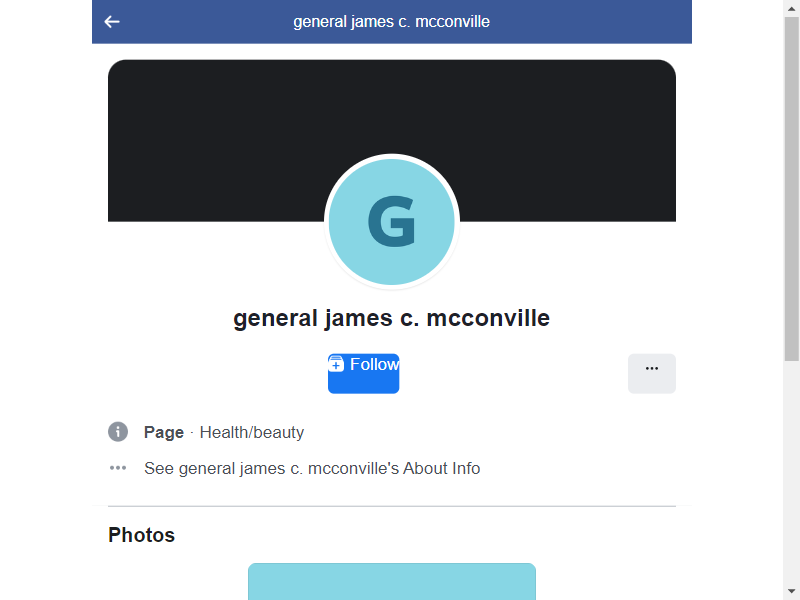 general james c. mcconville
G
general james c. mcconville
Follow
Page · Health/beauty
See general james c. mcconville's About Info
Photos